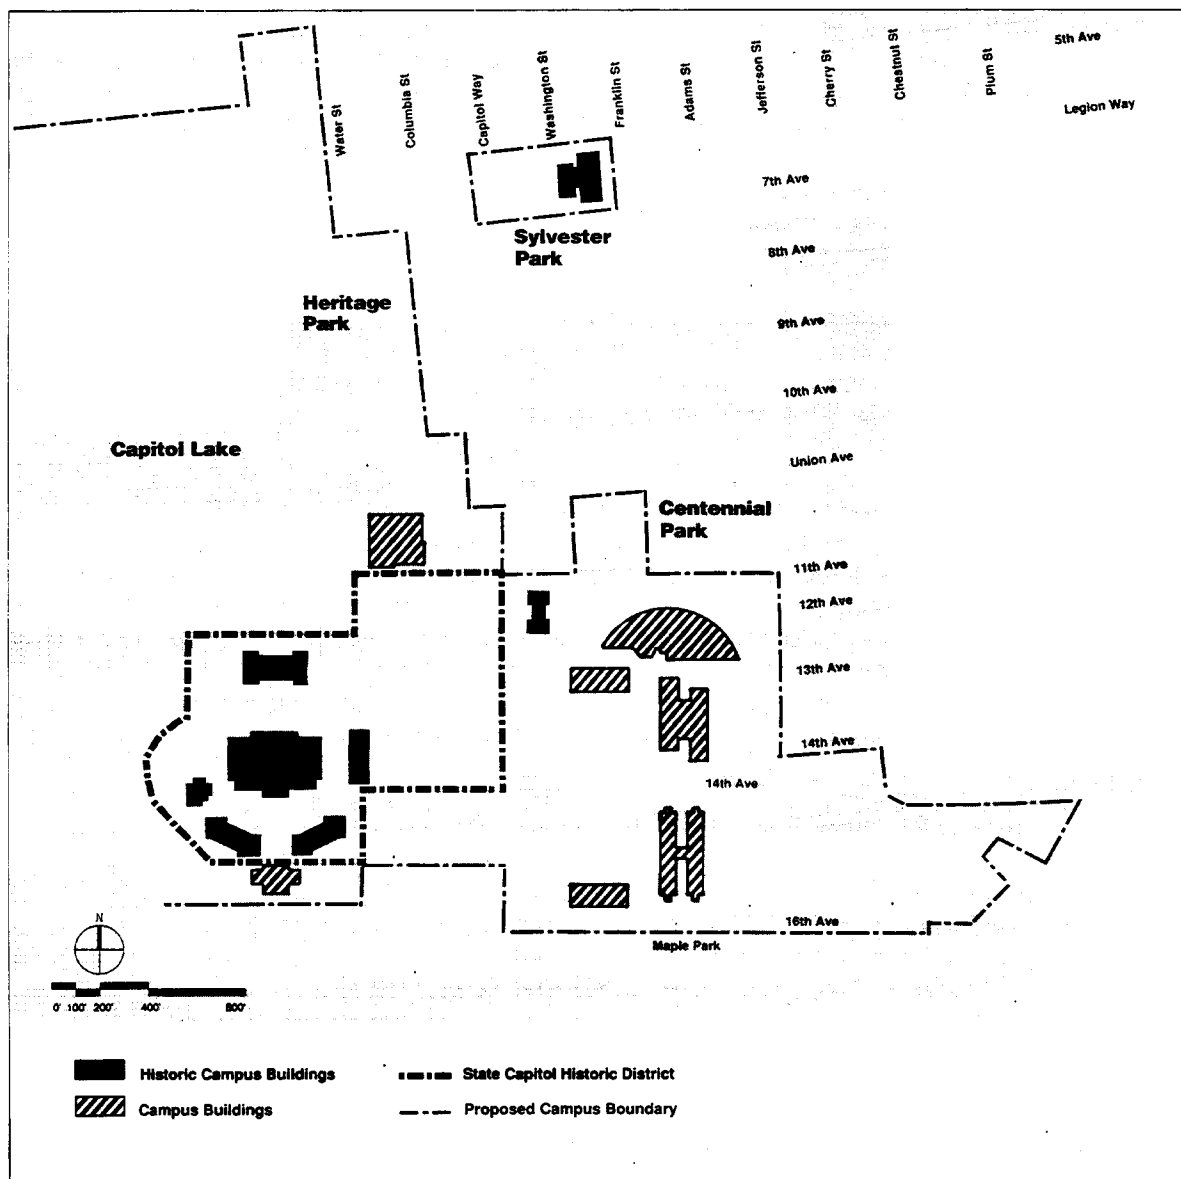 5th Ave
Water St
Columbia St
Capitol Way
Washington St
Franklin St
Adams St
Jefferson St
Cherry St
Chestnut St
Plum St
Legion Way
7th Ave
Sylvester
Park
8th Ave
Heritage
Park
9th Ave
10th Ave
Capitol Lake
Union Ave
Centennial
Park
11th Ave
12th Ave
13th Ave
14th Ave
14th Ave
16th Ave
Maple Park
N
0' 100' 200' 400' 800'
Historic Campus Buildings
State Capitol Historic District
Campus Buildings
Proposed Campus Boundary